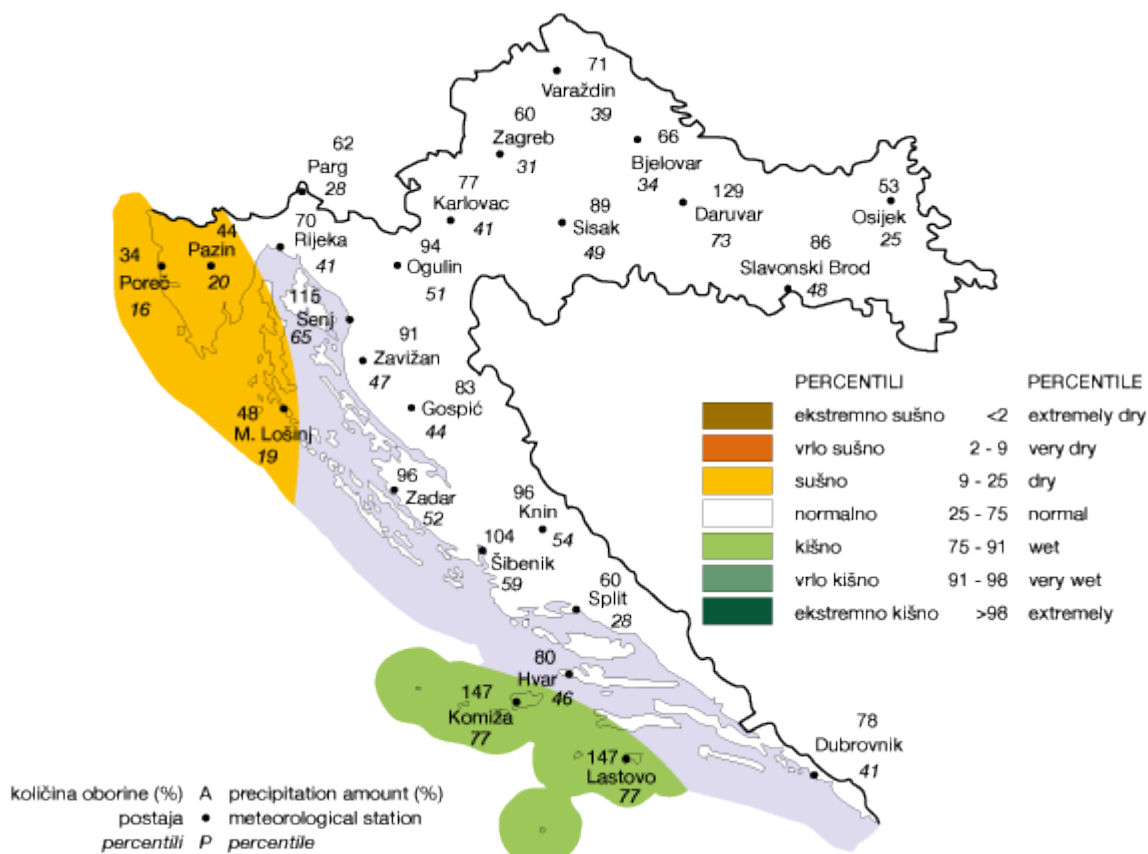 71
Varaždin
39
60
Zagreb
31
66
Bjelovar
34
62
Parg
28
77
Karlovac
41
129
Daruvar
73
53
Osijek
25
89
Sisak
49
86
Slavonski Brod
48
44
Pazin
20
70
Rijeka
41
34
Poreč
16
94
Ogulin
51
115
Senj
65
91
Zavižan
47
83
Gospić
44
48
M. Lošinj
19
96
Zadar
52
96
Knin
54
104
Šibenik
59
60
Split
28
80
Hvar
46
147
Komiža
77
147
Lastovo
77
78
Dubrovnik
41
PERCENTILI PERCENTILE
ekstremno sušno <2 extremely dry
vrlo sušno 2 - 9 very dry
sušno 9 - 25 dry
normalno 25 - 75 normal
kišno 75 - 91 wet
vrlo kišno 91 - 98 very wet
ekstremno kišno >98 extremely
količina oborine (%) A precipitation amount (%)
postaja • meteorological station
percentili P percentile